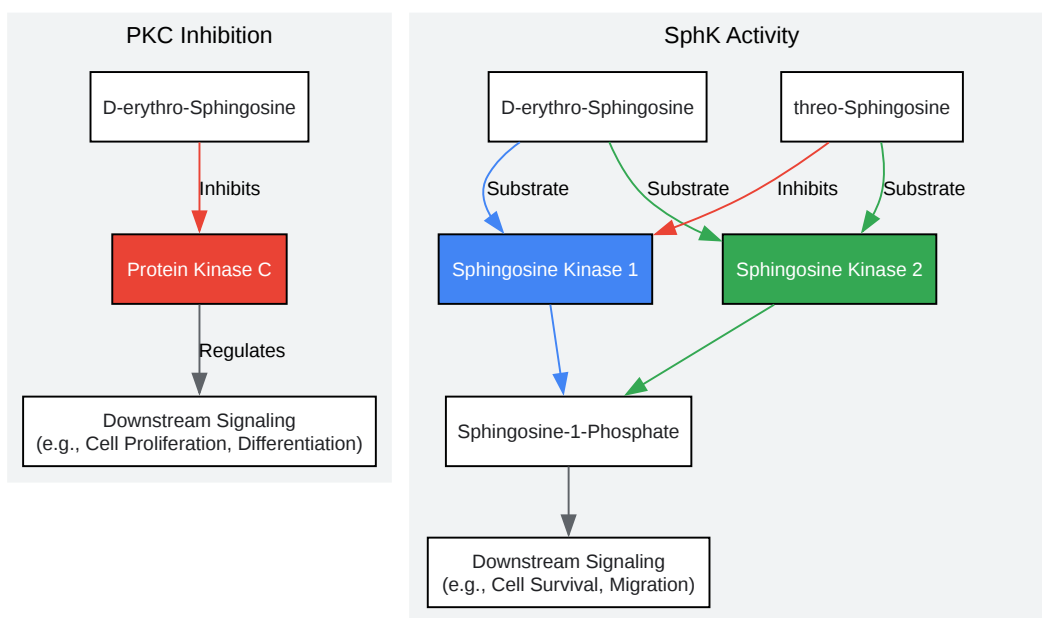 PKC Inhibition
D-erythro-Sphingosine
Inhibits
Protein Kinase C
Regulates
Downstream Signaling
(e.g., Cell Proliferation, Differentiation)
SphK Activity
D-erythro-Sphingosine
threo-Sphingosine
Substrate
Substrate
Inhibits
Substrate
Sphingosine Kinase 1
Sphingosine Kinase 2
Sphingosine-1-Phosphate
Downstream Signaling
(e.g., Cell Survival, Migration)